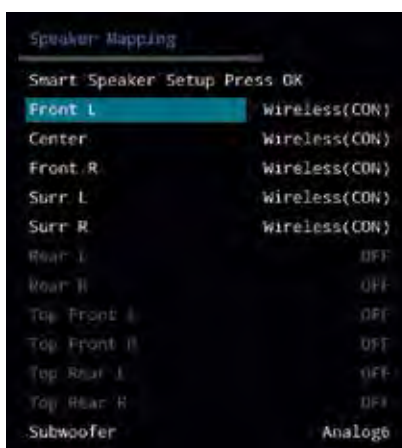 Speaker Mapping
Smart Speaker Setup Press OK
Front L Wireless(CON)
Center Wireless(CON)
Front R Wireless(CON)
Surr L Wireless(CON)
Surr R Wireless(CON)
Rear L OFF
Rear R OFF
Top Front L OFF
Top Front R OFF
Top Rear L OFF
Top Rear R OFF
Subwoofer Analog6